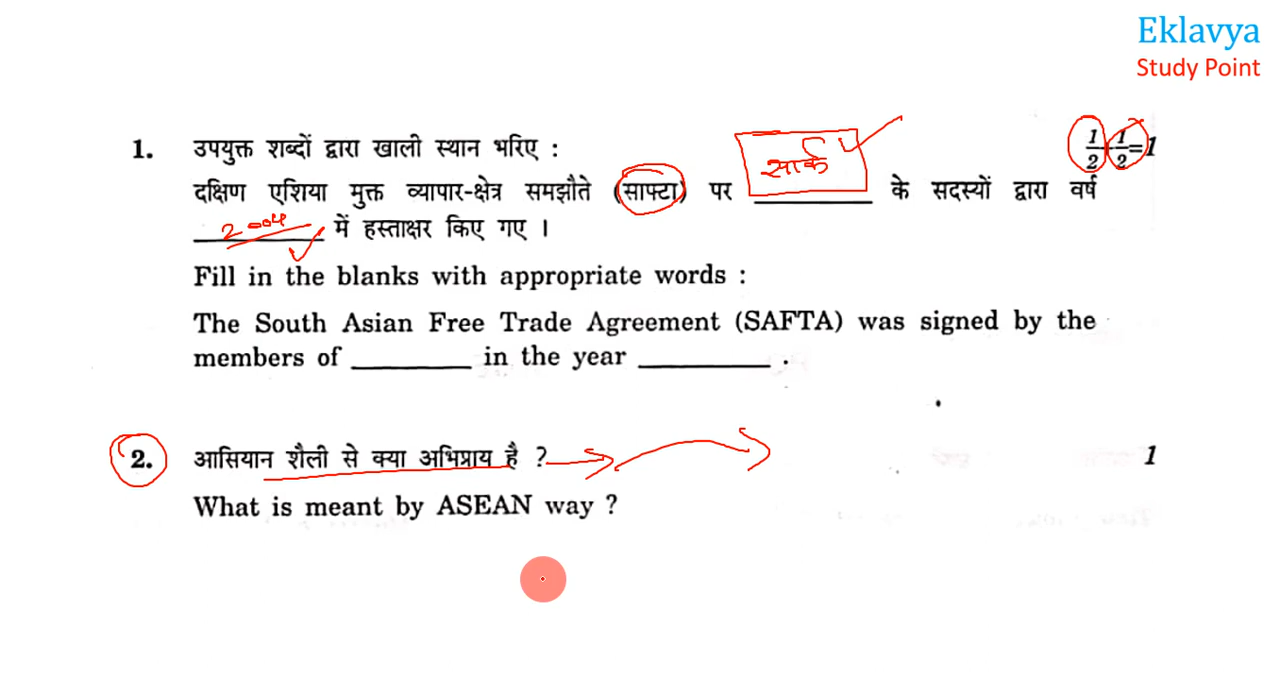 Eklavya
Study Point
1. उपयुक्त शब्दों द्वारा खाली स्थान भरिए : 1/2+1/2=1
सार्क
दक्षिण एशिया मुक्त व्यापार-क्षेत्र समझौते (साफ्टा) पर ________ के सदस्यों द्वारा वर्ष
2004 में हस्ताक्षर किए गए ।
Fill in the blanks with appropriate words :
The South Asian Free Trade Agreement (SAFTA) was signed by the
members of ________ in the year ________ .
2. आसियान शैली से क्या अभिप्राय है ? 1
What is meant by ASEAN way ?